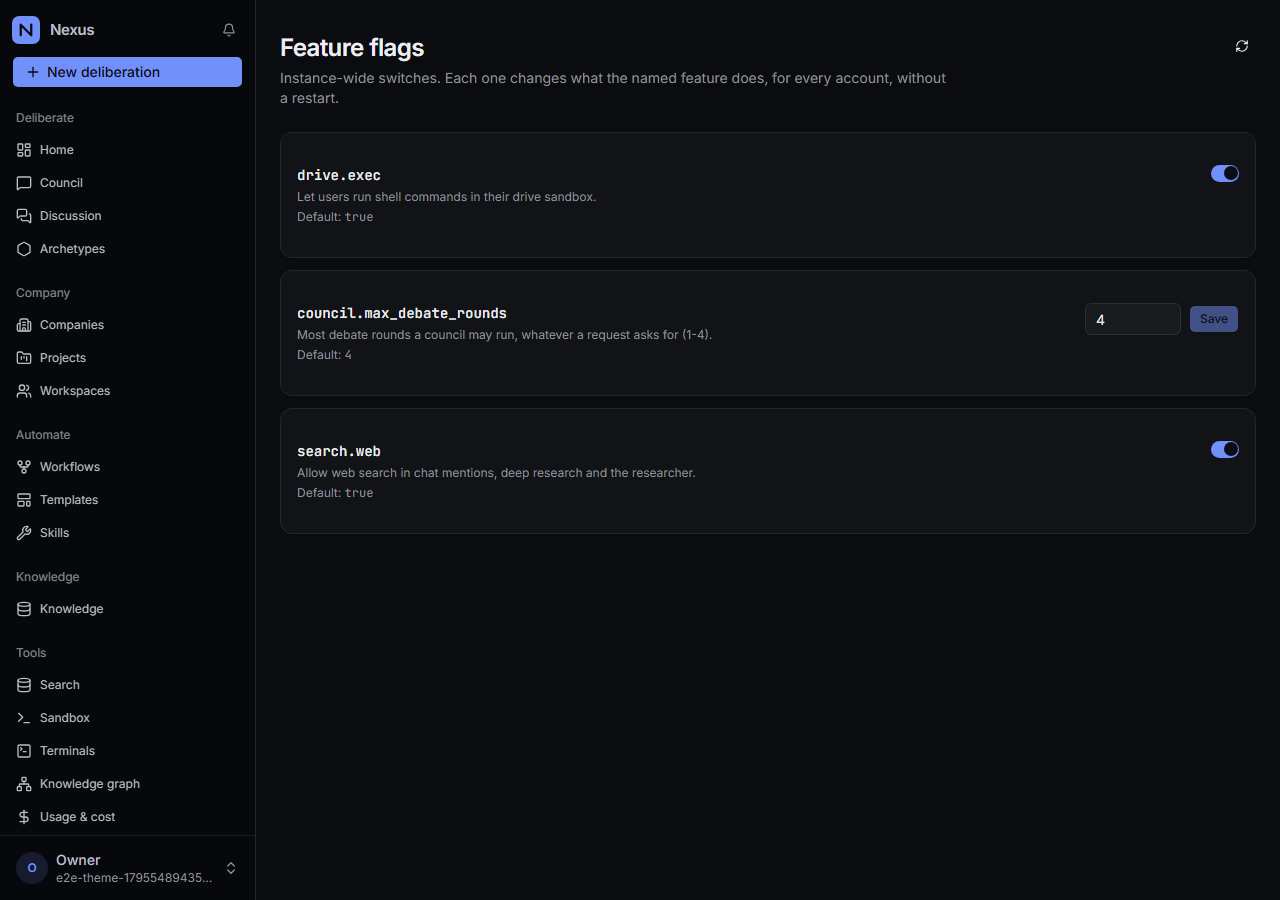 Nexus
New deliberation
Deliberate
Home
Council
Discussion
Archetypes
Company
Companies
Projects
Workspaces
Automate
Workflows
Templates
Skills
Knowledge
Knowledge
Tools
Search
Sandbox
Terminals
Knowledge graph
Usage & cost
O
Owner
e2e-theme-17955489435...
Feature flags
Instance-wide switches. Each one changes what the named feature does, for every account, without
a restart.
drive.exec
Let users run shell commands in their drive sandbox.
Default: true
council.max_debate_rounds
Most debate rounds a council may run, whatever a request asks for (1-4).
Default: 4
4
Save
search.web
Allow web search in chat mentions, deep research and the researcher.
Default: true